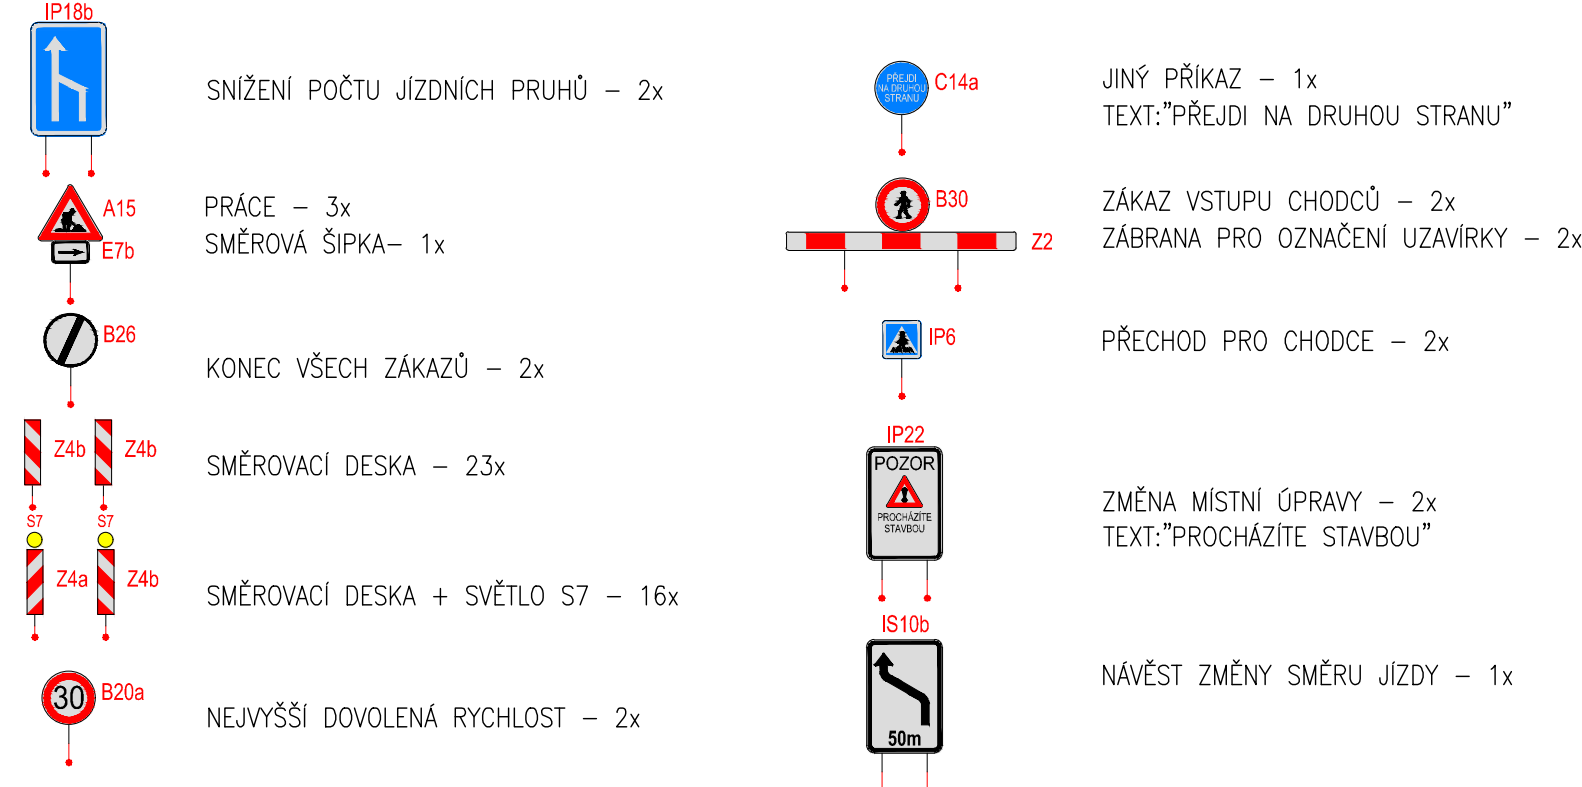 IP18b
SNÍŽENÍ POČTU JÍZDNÍCH PRUHŮ – 2x
A15
PRÁCE – 3x
E7b
SMĚROVÁ ŠIPKA– 1x
B26
KONEC VŠECH ZÁKAZŮ – 2x
Z4b
Z4b
SMĚROVACÍ DESKA – 23x
S7
S7
Z4a
Z4b
SMĚROVACÍ DESKA + SVĚTLO S7 – 16x
30
B20a
NEJVYŠŠÍ DOVOLENÁ RYCHLOST – 2x
PŘEJDI
NA DRUHOU
STRANU
C14a
JINÝ PŘÍKAZ – 1x
TEXT:”PŘEJDI NA DRUHOU STRANU”
B30
ZÁKAZ VSTUPU CHODCŮ – 2x
Z2
ZÁBRANA PRO OZNAČENÍ UZAVÍRKY – 2x
IP6
PŘECHOD PRO CHODCE – 2x
IP22
POZOR
PROCHÁZÍTE
STAVBOU
ZMĚNA MÍSTNÍ ÚPRAVY – 2x
TEXT:”PROCHÁZÍTE STAVBOU”
IS10b
50m
NÁVĚST ZMĚNY SMĚRU JÍZDY – 1x